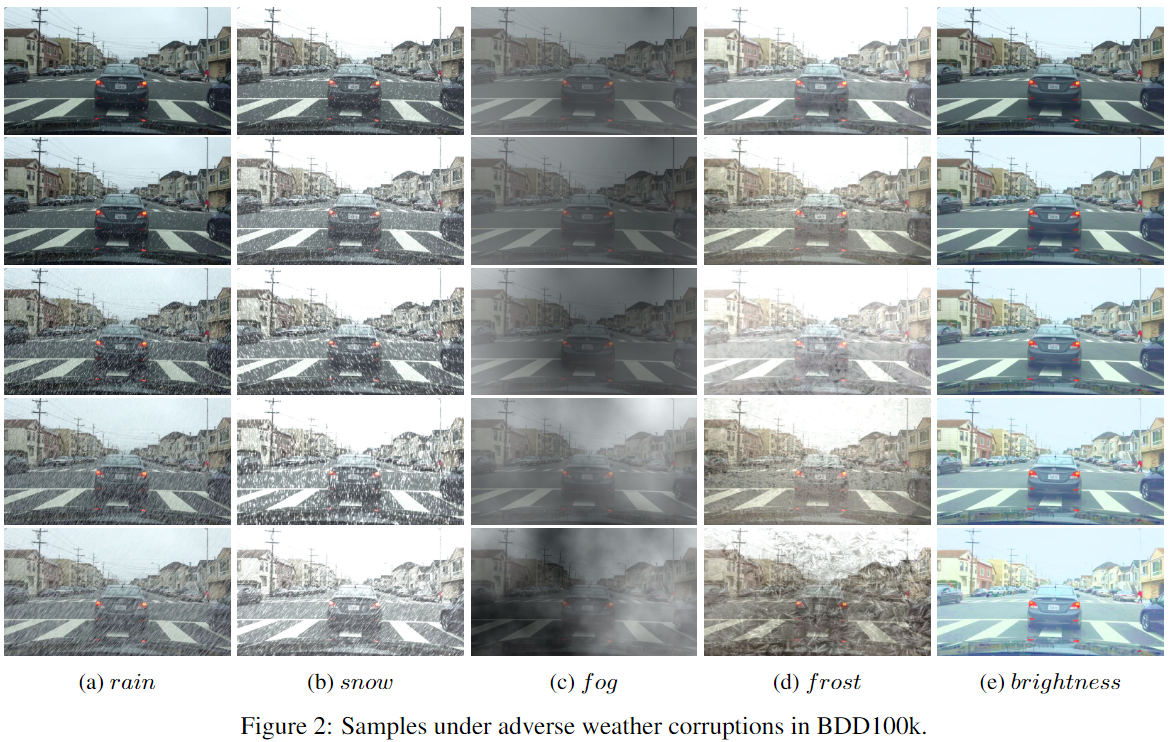 (a) rain
(b) snow
(c) fog
(d) frost
(e) brightness
Figure 2: Samples under adverse weather corruptions in BDD100k.